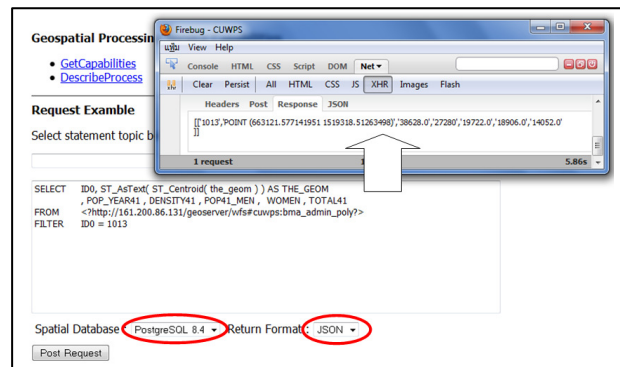 Geospatial Processin
GetCapabilities
DescribeProcess
Request Examble
Select statement topic b
Firebug - CUWPS
แฟ้ม View Help
Console HTML CSS Script DOM Net
Clear Persist All HTML CSS JS XHR Images Flash
Headers Post Response JSON
[['1013','POINT (663121.577141951 1519318.51263498)','38628.0','27280','19722.0','18906.0','14052.0'
]]
1 request
5.86s
SELECT ID0, ST_AsText( ST_Centroid( the_geom ) ) AS THE_GEOM
, POP_YEAR41 , DENSITY41 , POP41_MEN , WOMEN , TOTAL41
FROM <?http://161.200.86.131/geoserver/wfs#cuwps:bma_admin_poly?>
FILTER ID0 = 1013
Spatial Database : PostgreSQL 8.4 Return Format : JSON
Post Request